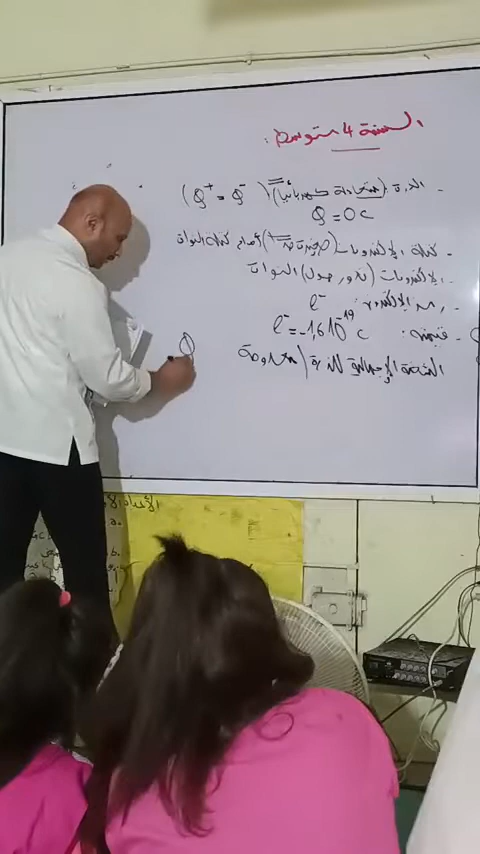 السنة 4 متوسط :
- الذرة (متعادلة كهربائيا) (Q⁺ = Q⁻)
Q = 0 C
- كتلة الإلكترونات (صغيرة جدا) أمام كتلة النواة
- الإلكترونات (تدور حول) النواة
- رمز الإلكترون: e⁻
قيمته: e⁻ = -1,6 10⁻¹⁹ C
الشحنة الإجمالية للذرة (معدومة
Q